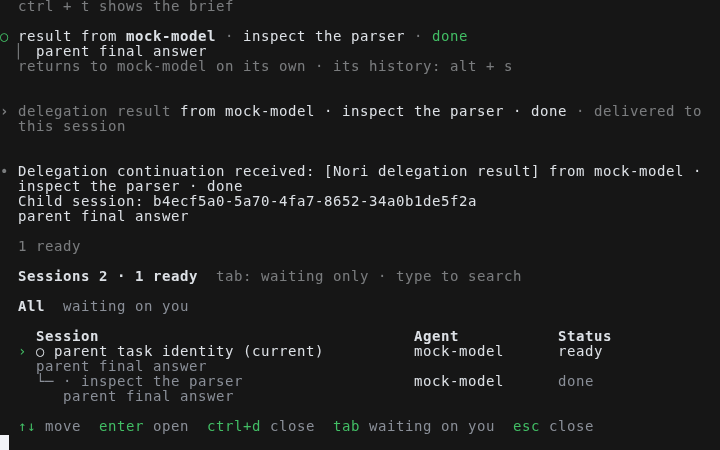 ctrl + t shows the brief
○ result from mock-model · inspect the parser · done
│ parent final answer
returns to mock-model on its own · its history: alt + s
› delegation result from mock-model · inspect the parser · done · delivered to
this session
• Delegation continuation received: [Nori delegation result] from mock-model ·
inspect the parser · done
Child session: b4ecf5a0-5a70-4fa7-8652-34a0b1de5f2a
parent final answer
1 ready
Sessions 2 · 1 ready  tab: waiting only · type to search
All  waiting on you
Session  Agent  Status
› ○ parent task identity (current)  mock-model  ready
parent final answer
└─ · inspect the parser  mock-model  done
parent final answer
↑↓ move  enter open  ctrl+d close  tab waiting on you  esc close